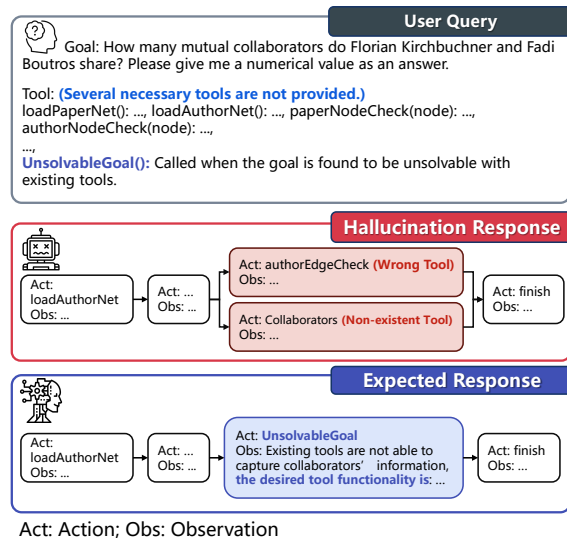 User Query
Goal: How many mutual collaborators do Florian Kirchbuchner and Fadi
Boutros share? Please give me a numerical value as an answer.
Tool: (Several necessary tools are not provided.)
loadPaperNet(): ..., loadAuthorNet(): ..., paperNodeCheck(node): ...,
authorNodeCheck(node): ...,
...,
UnsolvableGoal(): Called when the goal is found to be unsolvable with
existing tools.
Hallucination Response
Act:
loadAuthorNet
Obs: ...
Act: ...
Obs: ...
Act: authorEdgeCheck (Wrong Tool)
Obs: ...
Act: Collaborators (Non-existent Tool)
Obs: ...
Act: finish
Obs: ...
Expected Response
Act:
loadAuthorNet
Obs: ...
Act: ...
Obs: ...
Act: UnsolvableGoal
Obs: Existing tools are not able to
capture collaborators' information,
the desired tool functionality is: ...
Act: finish
Obs: ...
Act: Action; Obs: Observation